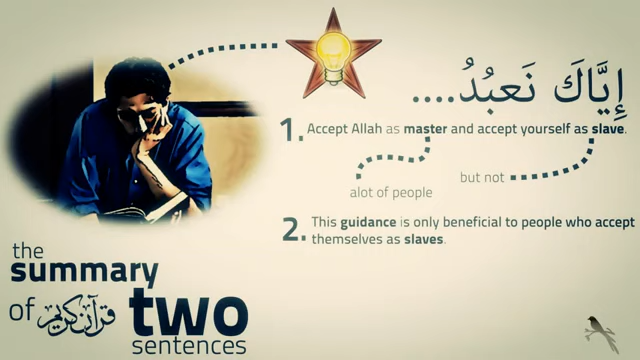 إِيَّاكَ نَعبُدُ....
1. Accept Allah as master and accept yourself as slave.
alot of people
but not
2. This guidance is only beneficial to people who accept
themselves as slaves.
the
summary
of قرآن کریم two
sentences